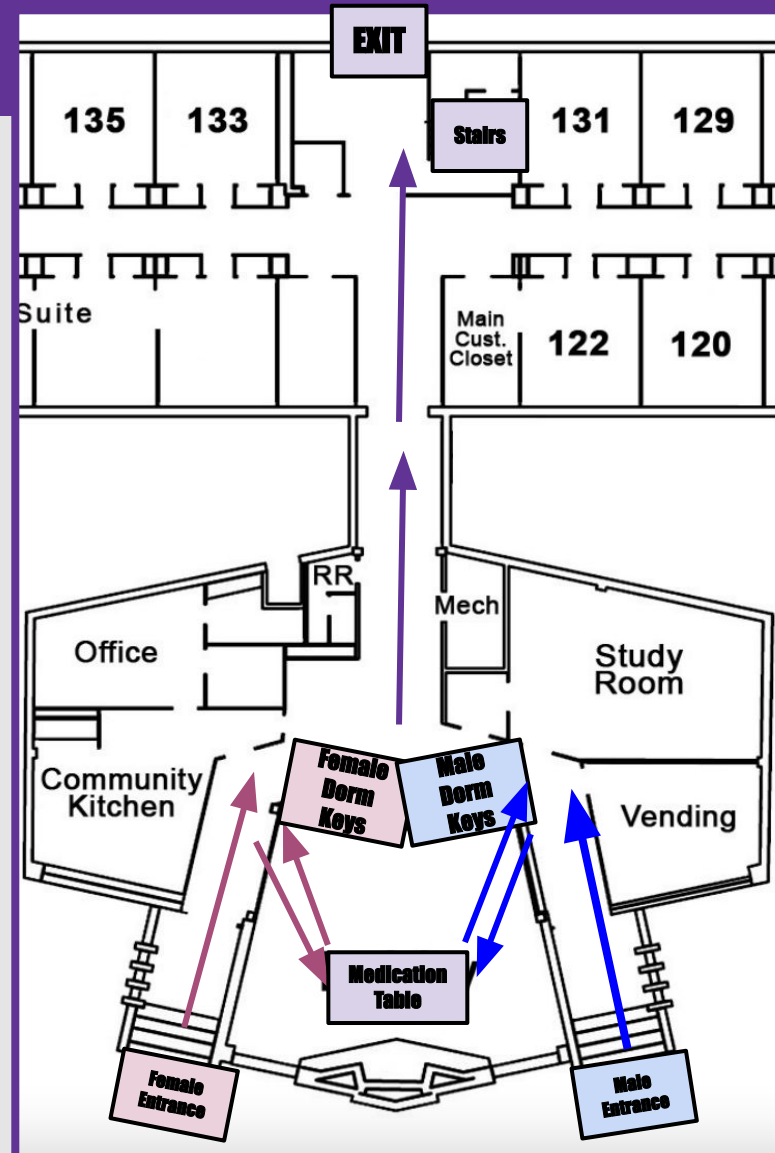 EXIT
135
133
Stairs
131
129
Suite
Main
Cust.
Closet
122
120
RR
Mech
Office
Study
Room
Female
Dorm
Keys
Male
Dorm
Keys
Community
Kitchen
Vending
Medication
Table
Female
Entrance
Male
Entrance